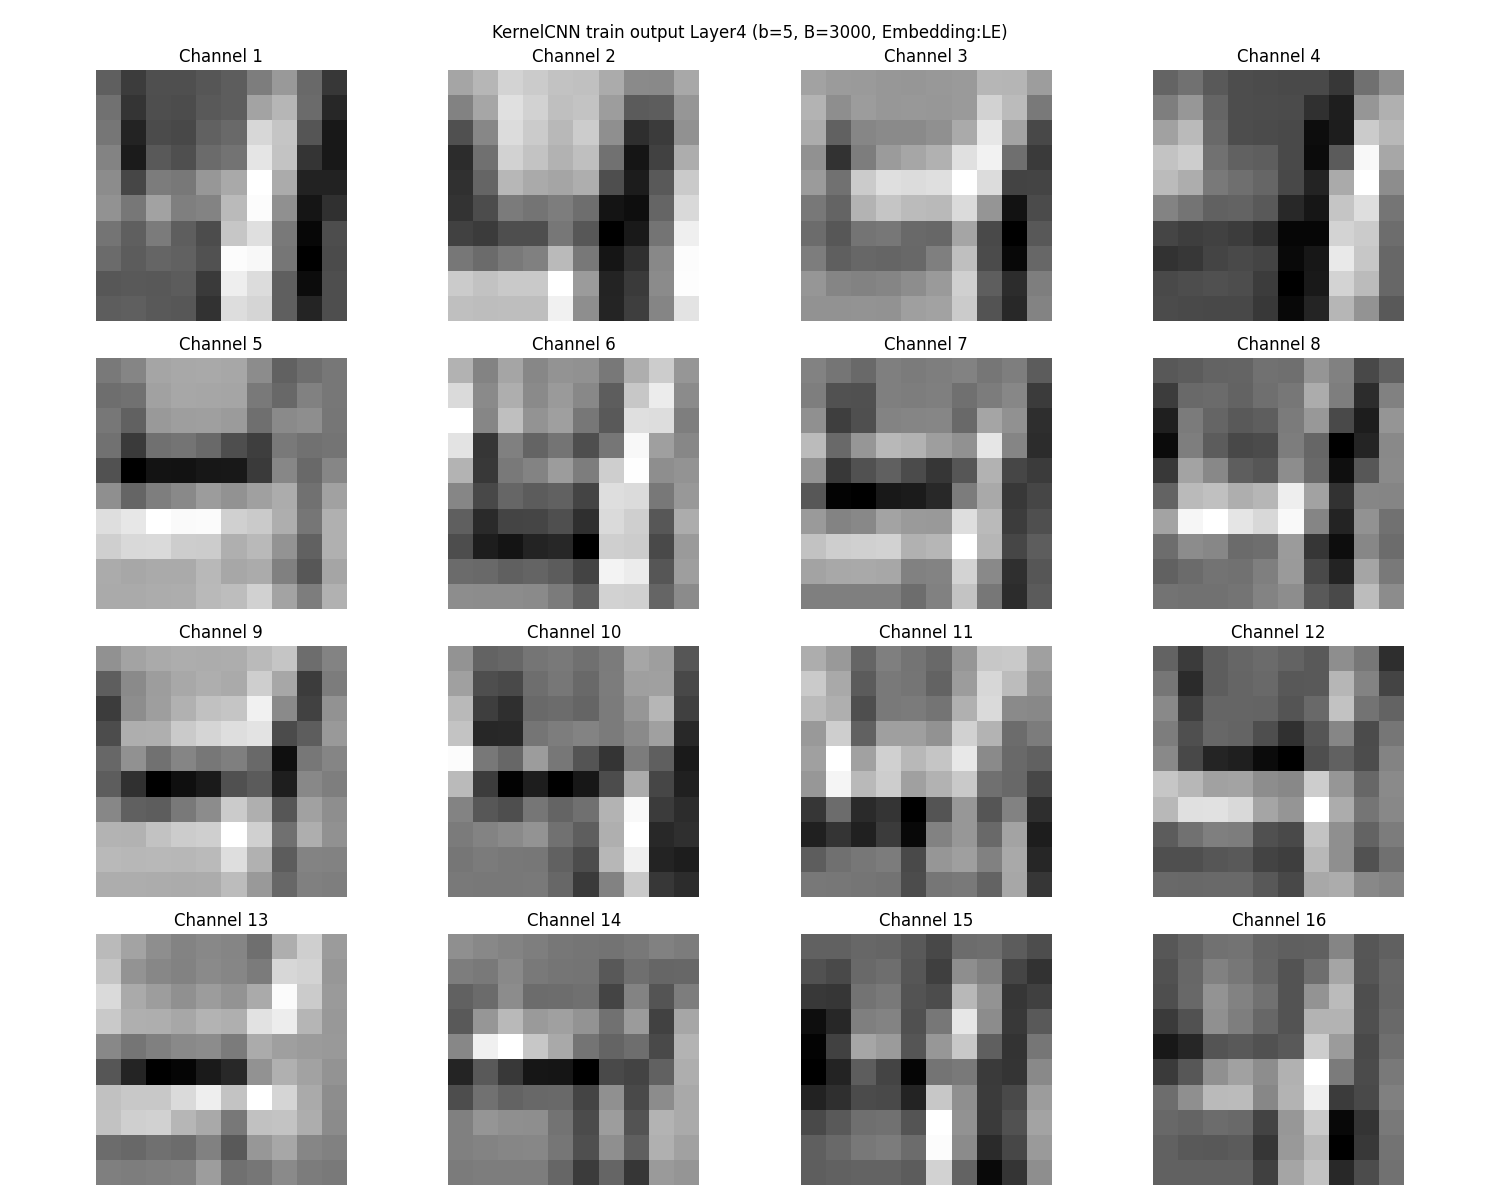 KernelCNN train output Layer4 (b=5, B=3000, Embedding:LE)
Channel 1
Channel 2
Channel 3
Channel 4
Channel 5
Channel 6
Channel 7
Channel 8
Channel 9
Channel 10
Channel 11
Channel 12
Channel 13
Channel 14
Channel 15
Channel 16